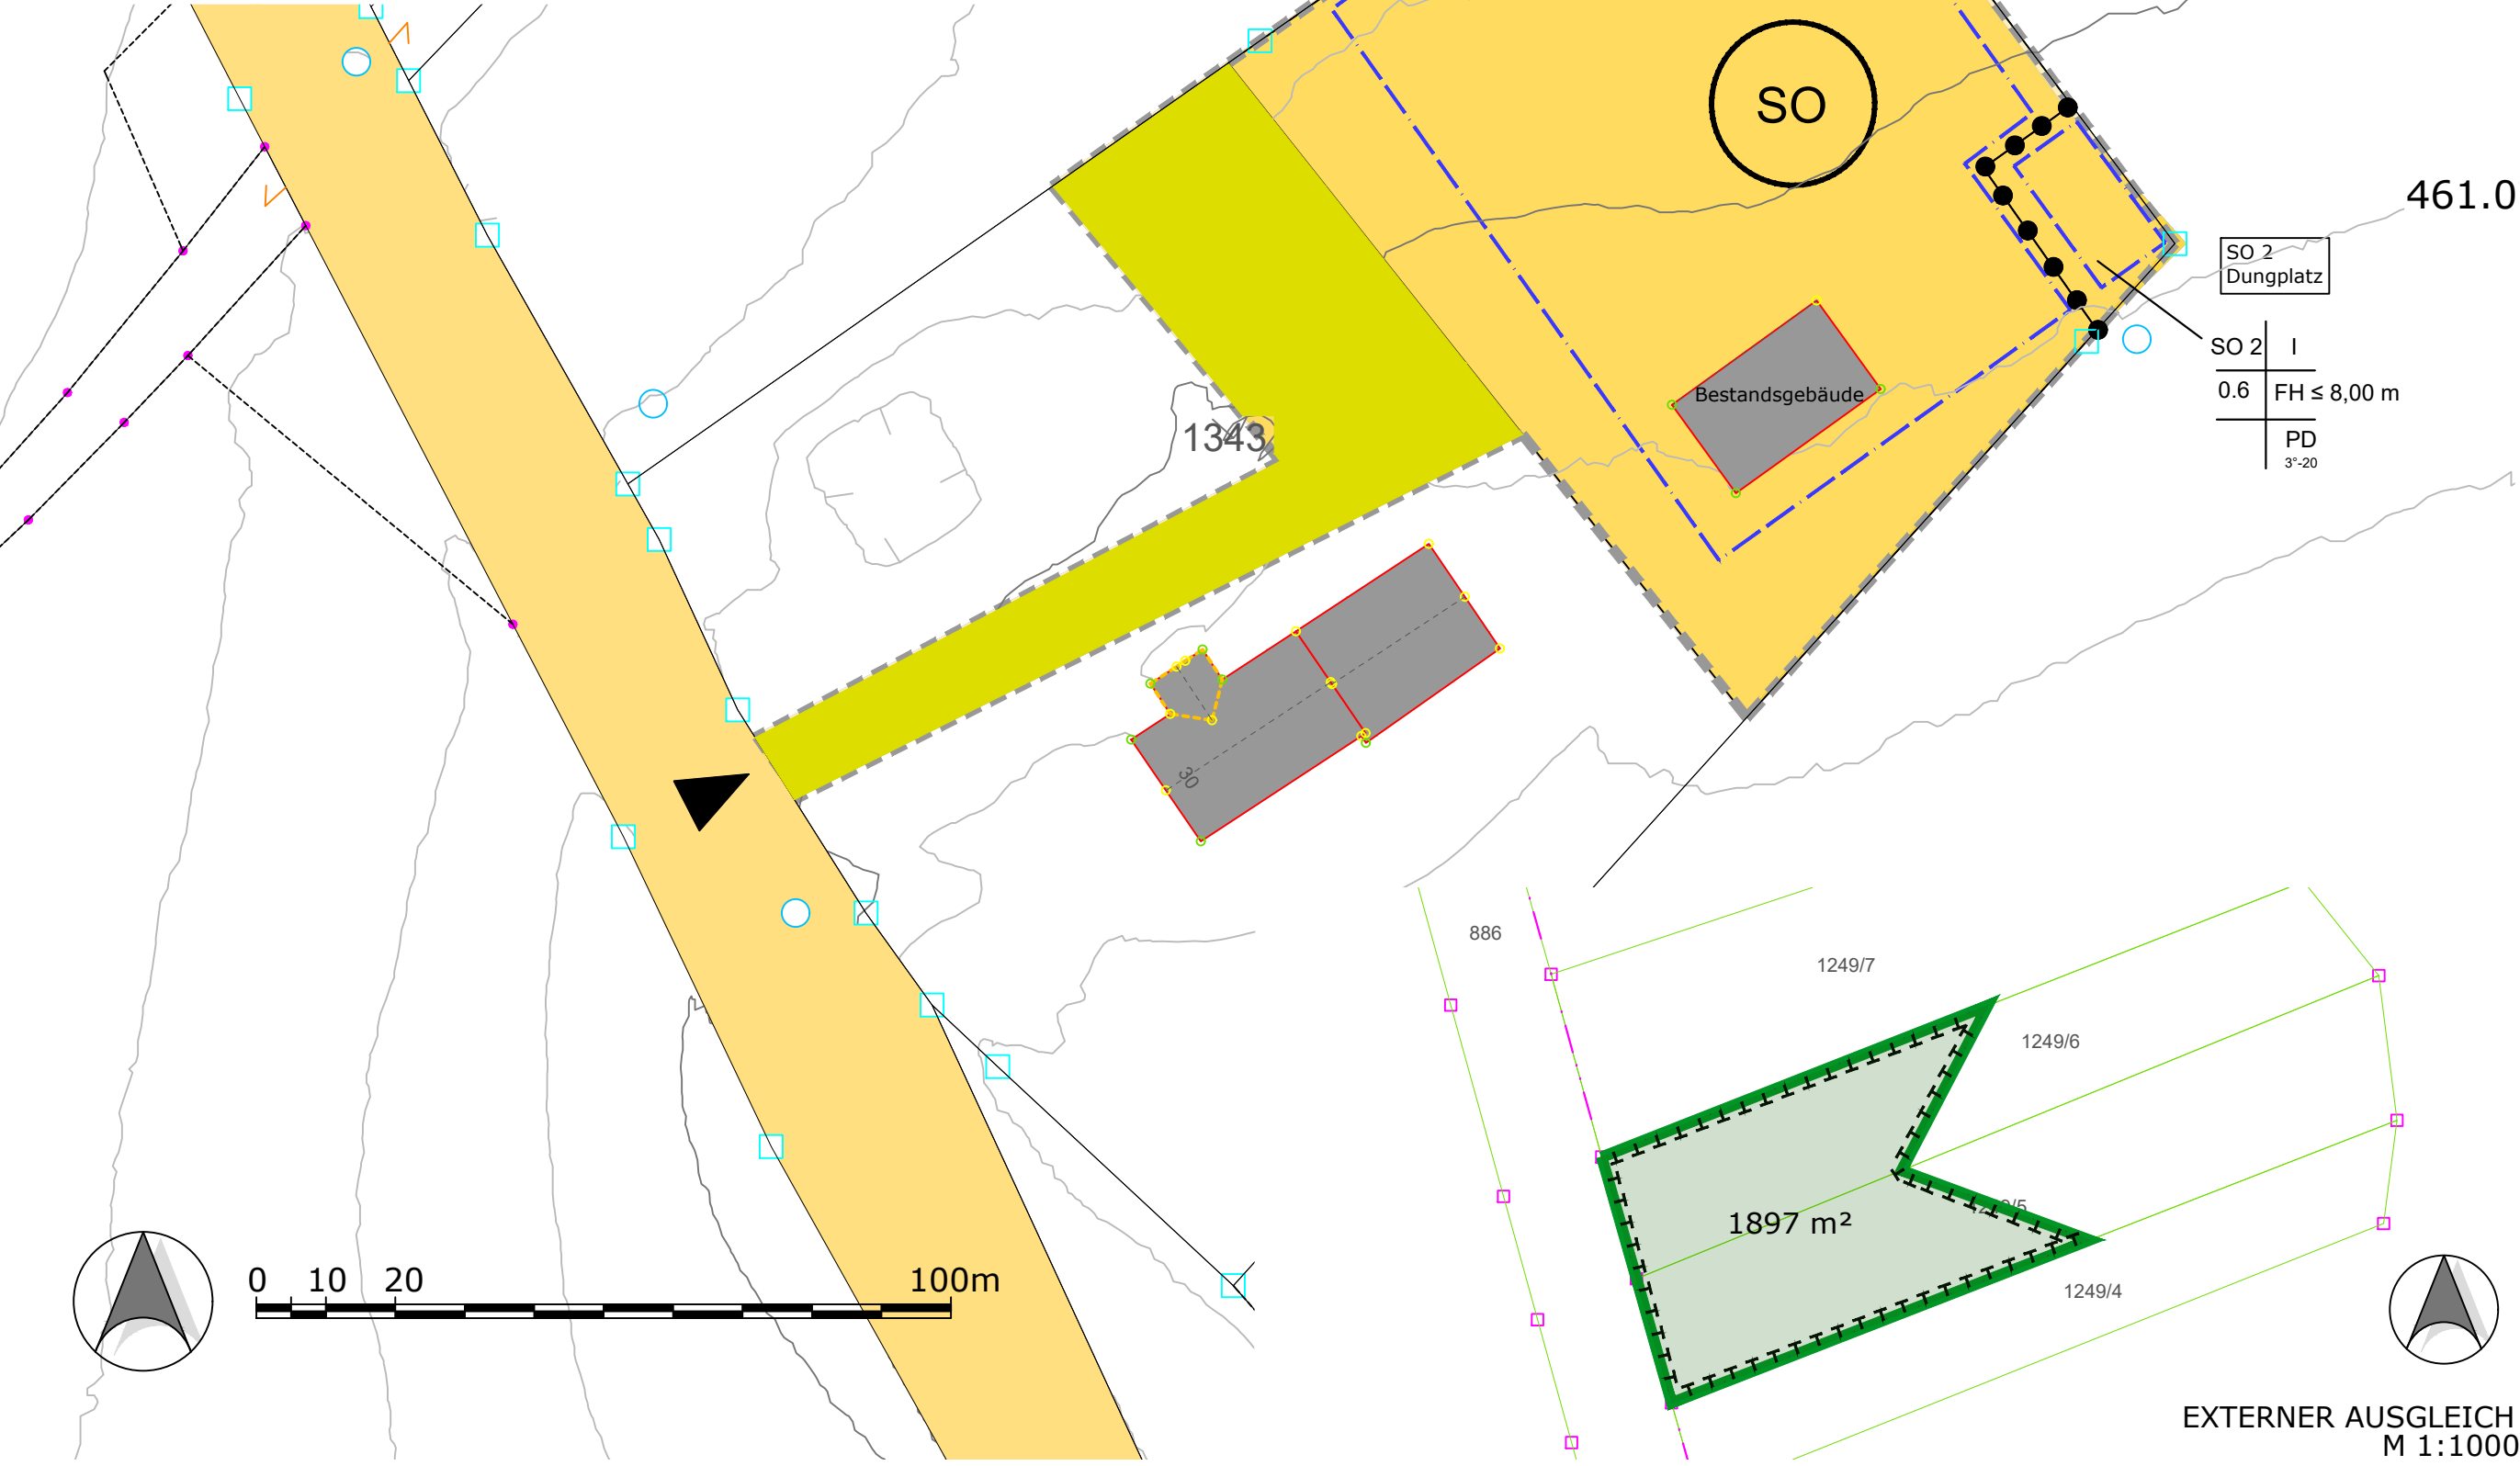 SO
461.0
SO 2
Dungplatz
SO 2 I
0.6 FH ≤ 8,00 m
PD
3°-20
Bestandsgebäude
1343
30
886
1249/7
1249/6
1897 m²
1249/4
0 10 20 100m
EXTERNER AUSGLEICH
M 1:1000